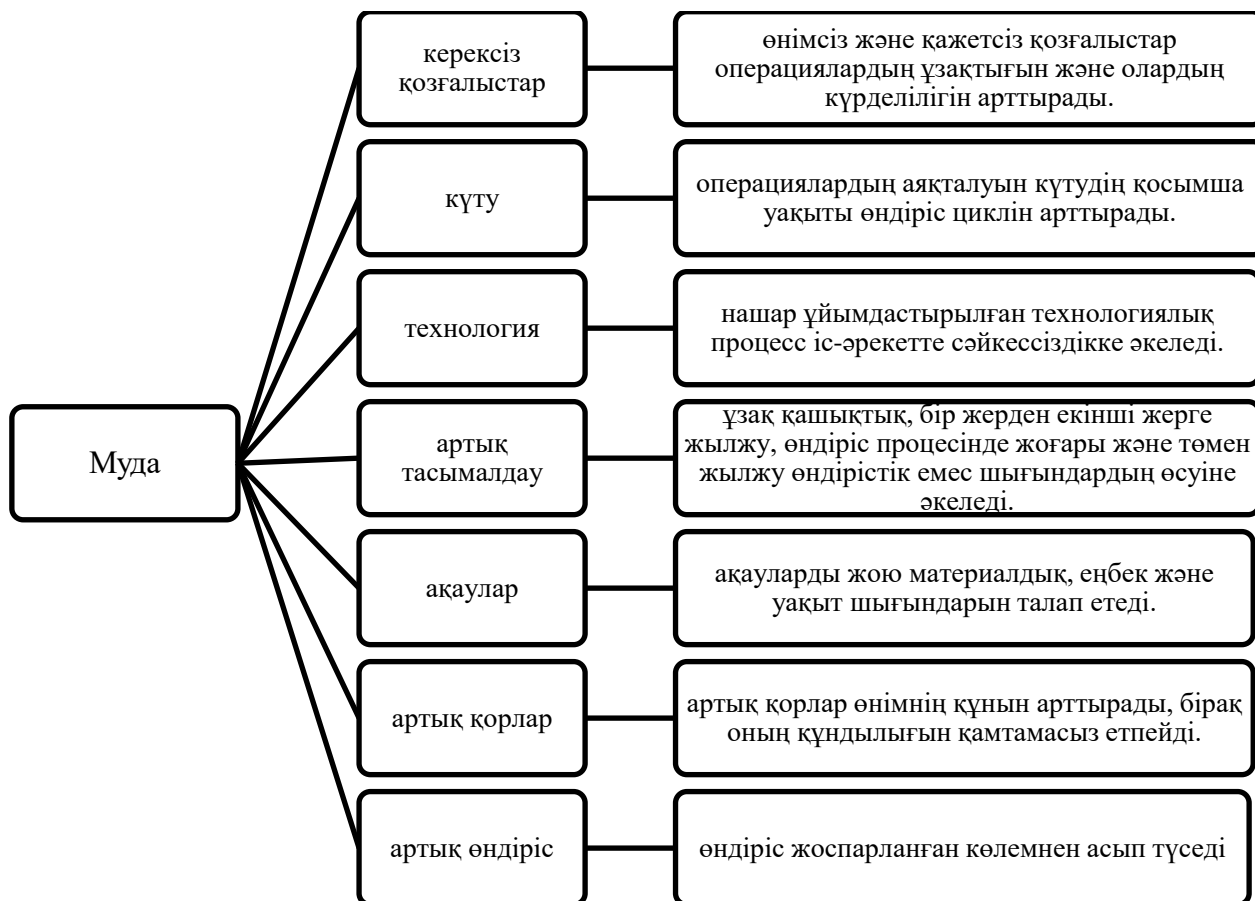 керексіз
қозғалыстар
өнімсіз және қажетсіз қозғалыстар
операциялардың ұзақтығын және олардың
күрделілігін арттырады.
күту
операциялардың аяқталуын күтудің қосымша
уақыты өндіріс циклін арттырады.
технология
нашар ұйымдастырылған технологиялық
процесс іс-әрекетте сәйкессіздікке әкеледі.
Муда
артық
тасымалдау
ұзақ қашықтық, бір жерден екінші жерге
жылжу, өндіріс процесінде жоғары және төмен
жылжу өндірістік емес шығындардың өсуіне
әкеледі.
ақаулар
ақауларды жою материалдық, еңбек және
уақыт шығындарын талап етеді.
артық қорлар
артық қорлар өнімнің құнын арттырады, бірақ
оның құндылығын қамтамасыз етпейді.
артық өндіріс
өндіріс жоспарланған көлемнен асып түседі